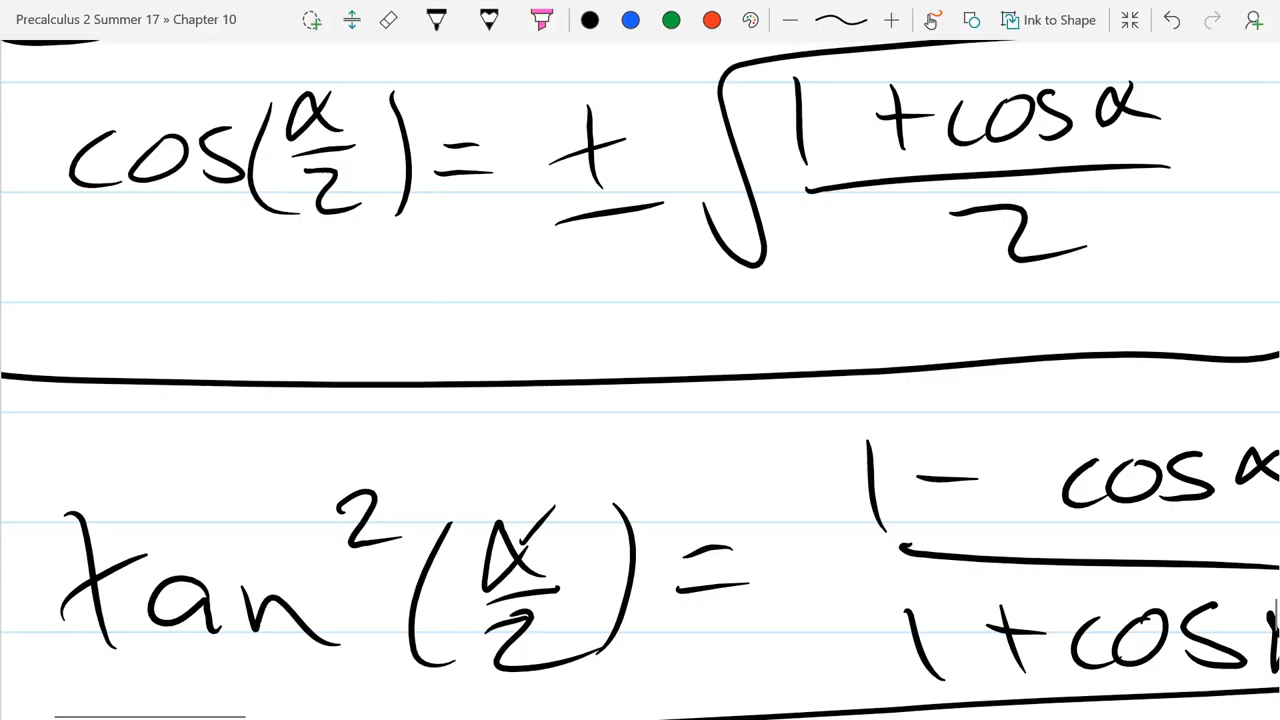 Precalculus 2 Summer 17 » Chapter 10
Ink to Shape
cos(α/2) = ± √((1 + cos α)/2)
tan²(α/2) = (1 - cos α)/(1 + cos